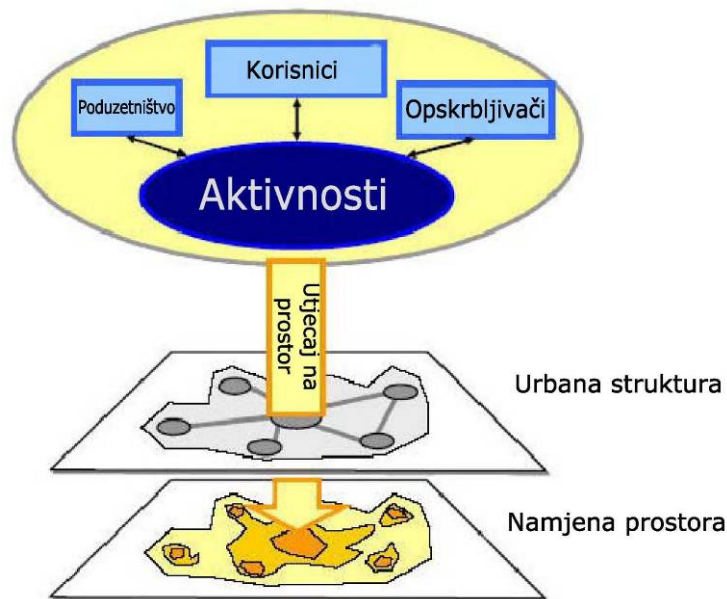 Korisnici
Poduzetništvo
Opskrbljivači
Aktivnosti
Utjecaj na
prostor
Urbana struktura
Namjena prostora